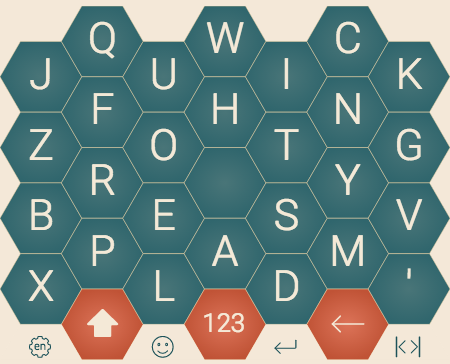 Q W C
J U I K
F H N
Z O T G
R Y
B E S V
P A M
X L D '
123
en